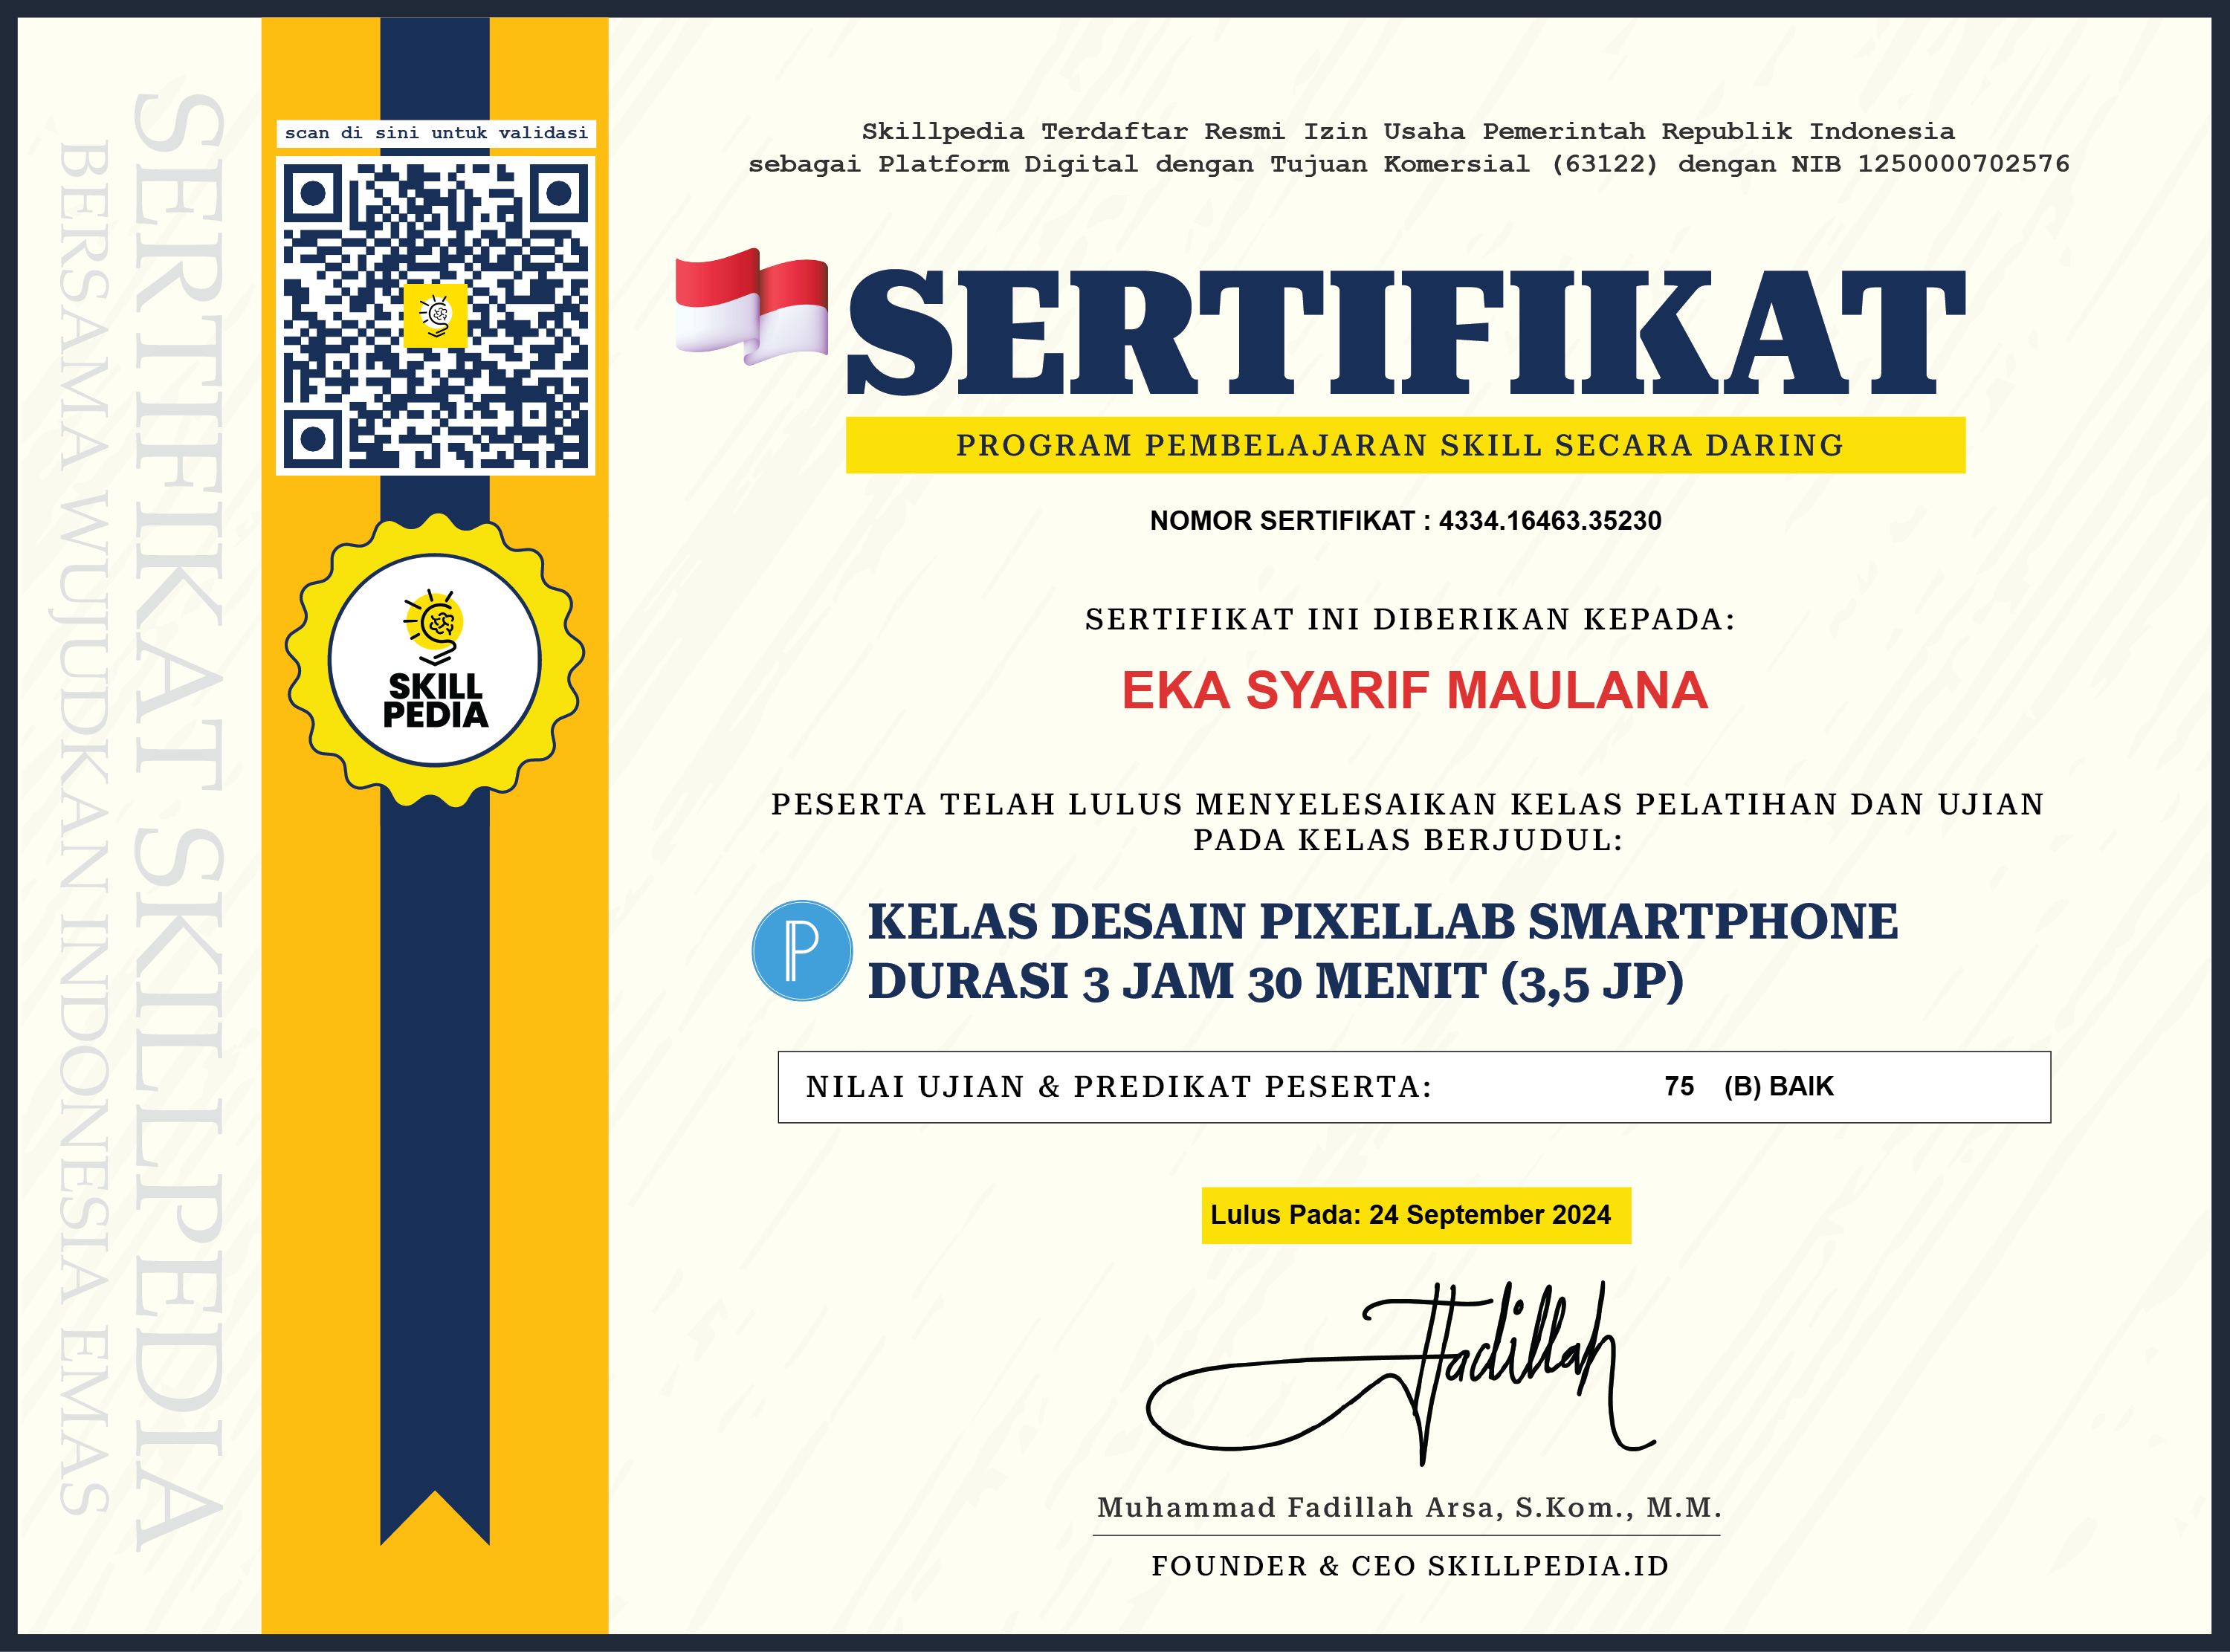 SERTIFIKAT SKILLPEDIA
BERSAMA WUJUDKAN INDONESIA EMAS
scan di sini untuk validasi
SKILL
PEDIA
Skillpedia Terdaftar Resmi Izin Usaha Pemerintah Republik Indonesia
sebagai Platform Digital dengan Tujuan Komersial (63122) dengan NIB 1250000702576
SERTIFIKAT
PROGRAM PEMBELAJARAN SKILL SECARA DARING
NOMOR SERTIFIKAT : 4334.16463.35230
SERTIFIKAT INI DIBERIKAN KEPADA:
EKA SYARIF MAULANA
PESERTA TELAH LULUS MENYELESAIKAN KELAS PELATIHAN DAN UJIAN
PADA KELAS BERJUDUL:
P
KELAS DESAIN PIXELLAB SMARTPHONE
DURASI 3 JAM 30 MENIT (3,5 JP)
NILAI UJIAN & PREDIKAT PESERTA: 75 (B) BAIK
Lulus Pada: 24 September 2024
Fadillah
Muhammad Fadillah Arsa, S.Kom., M.M.
FOUNDER & CEO SKILLPEDIA.ID